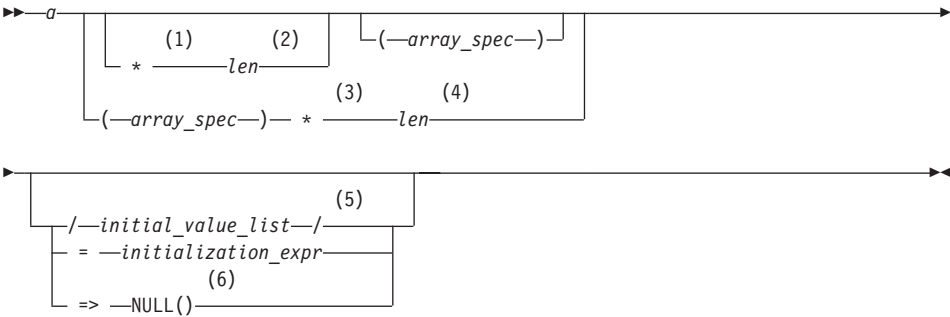 a
(1) (2)
* len
( array_spec )
(3) (4)
( array_spec ) * len
(5)
/ initial_value_list /
= initialization_expr
(6)
=> NULL()